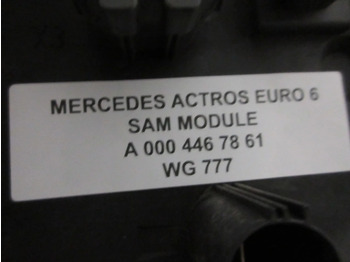 MERCEDES ACTROS EURO 6
SAM MODULE
A 000 446 78 61
WG 777